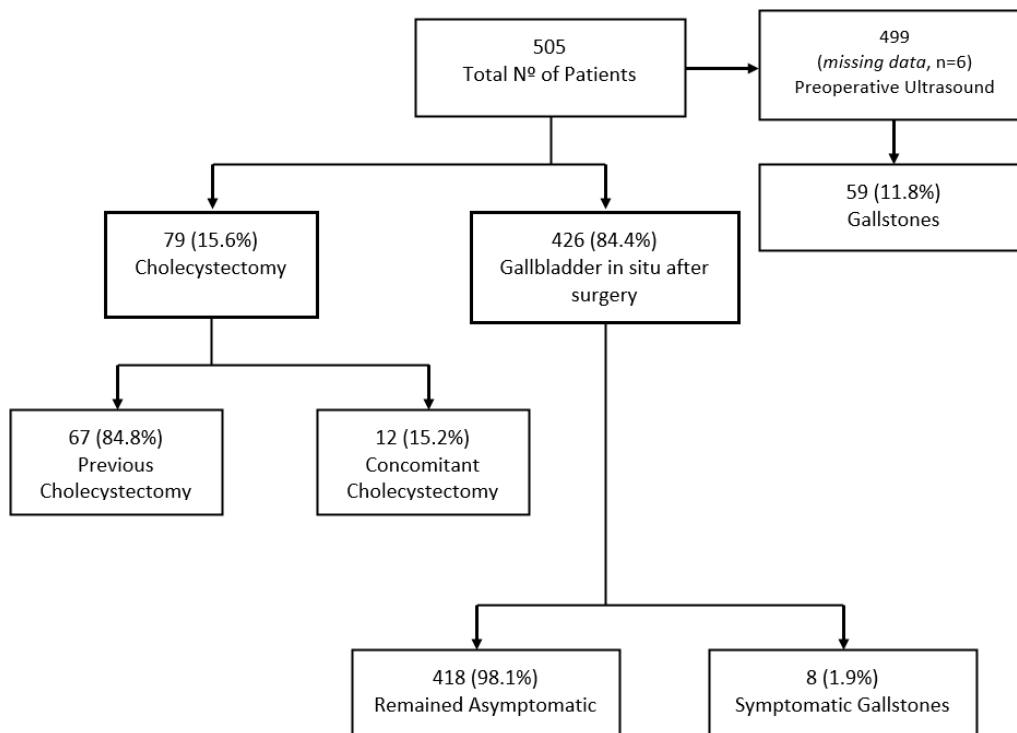 505
Total Nº of Patients
499
(missing data, n=6)
Preoperative Ultrasound
59 (11.8%)
Gallstones
79 (15.6%)
Cholecystectomy
426 (84.4%)
Gallbladder in situ after
surgery
67 (84.8%)
Previous
Cholecystectomy
12 (15.2%)
Concomitant
Cholecystectomy
418 (98.1%)
Remained Asymptomatic
8 (1.9%)
Symptomatic Gallstones